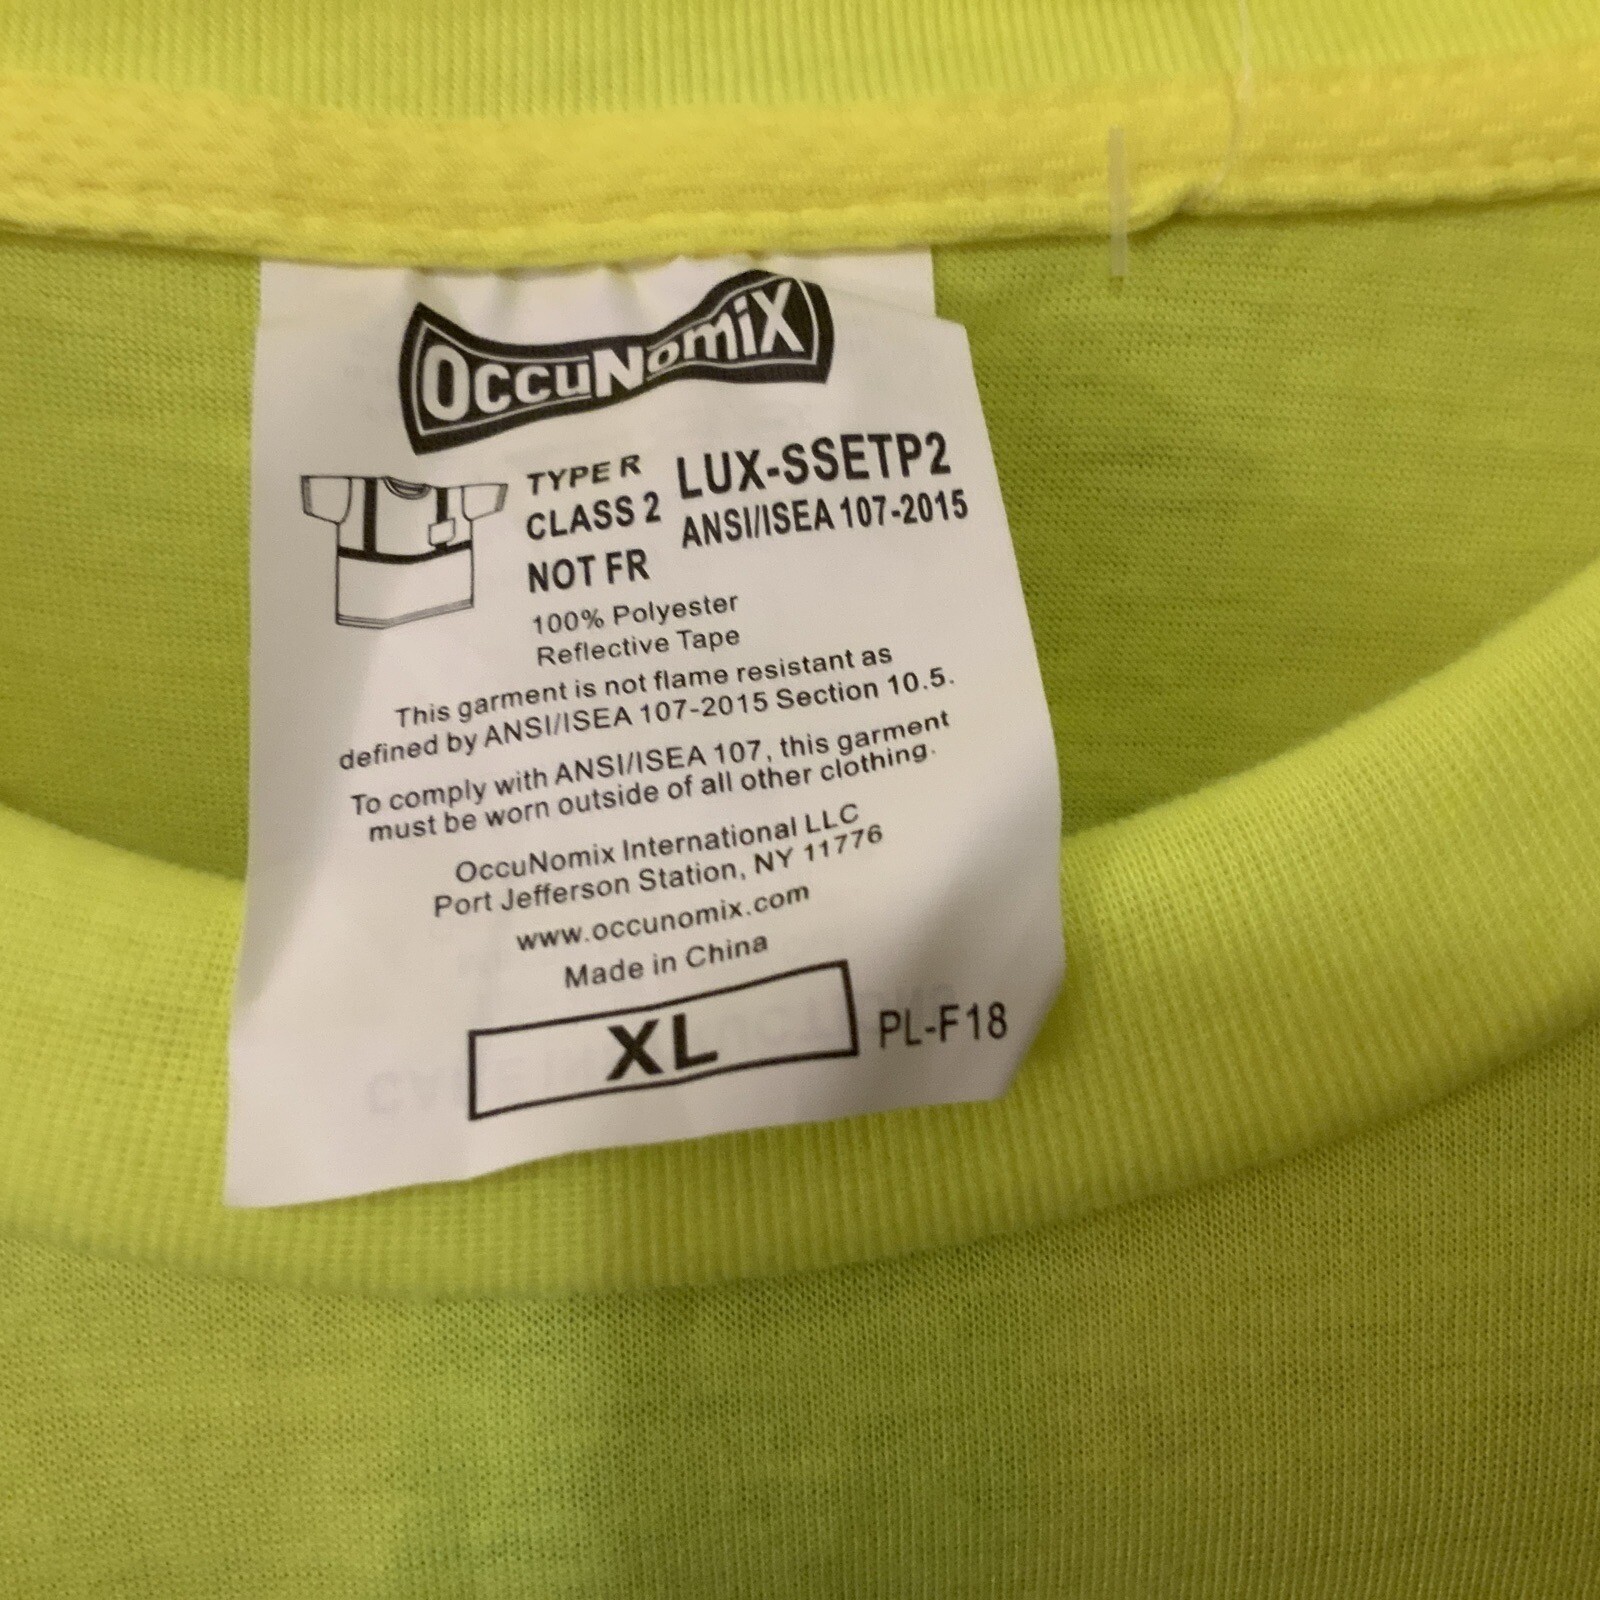 OccuNomiX
TYPE R
CLASS 2
NOT FR
LUX-SSETP2
ANSI/ISEA 107-2015
100% Polyester
Reflective Tape
This garment is not flame resistant as
defined by ANSI/ISEA 107-2015 Section 10.5.
To comply with ANSI/ISEA 107, this garment
must be worn outside of all other clothing.
OccuNomix International LLC
Port Jefferson Station, NY 11776
www.occunomix.com
Made in China
XL
PL-F18